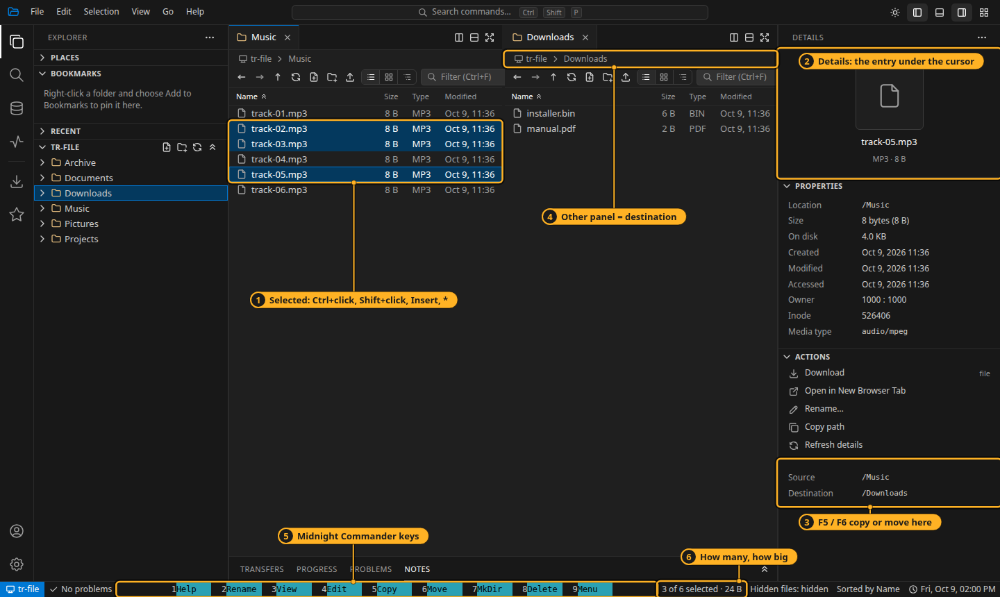 File Edit Selection View Go Help
Search commands... Ctrl Shift P
EXPLORER
PLACES
BOOKMARKS
Right-click a folder and choose Add to
Bookmarks to pin it here.
RECENT
TR-FILE
Archive
Documents
Downloads
Music
Pictures
Projects
Music
tr-file > Music
Filter (Ctrl+F)
Name Size Type Modified
track-01.mp3 8 B MP3 Oct 9, 11:36
track-02.mp3 8 B MP3 Oct 9, 11:36
track-03.mp3 8 B MP3 Oct 9, 11:36
track-04.mp3 8 B MP3 Oct 9, 11:36
track-05.mp3 8 B MP3 Oct 9, 11:36
track-06.mp3 8 B MP3 Oct 9, 11:36
1 Selected: Ctrl+click, Shift+click, Insert, *
Downloads
tr-file > Downloads
Filter (Ctrl+F)
Name Size Type Modified
installer.bin 6 B BIN Oct 9, 11:36
manual.pdf 2 B PDF Oct 9, 11:36
4 Other panel = destination
DETAILS
2 Details: the entry under the cursor
track-05.mp3
MP3 · 8 B
PROPERTIES
Location /Music
Size 8 bytes (8 B)
On disk 4.0 KB
Created Oct 9, 2026 11:36
Modified Oct 9, 2026 11:36
Accessed Oct 9, 2026 11:36
Owner 1000 : 1000
Inode 526406
Media type audio/mpeg
ACTIONS
Download file
Open in New Browser Tab
Rename...
Copy path
Refresh details
Source /Music
Destination /Downloads
3 F5 / F6 copy or move here
5 Midnight Commander keys
6 How many, how big
TRANSFERS PROGRESS PROBLEMS NOTES
tr-file No problems 1Help 2Rename 3View 4Edit 5Copy 6Move 7MkDir 8Delete 9Menu 3 of 6 selected · 24 B Hidden files: hidden Sorted by Name Fri, Oct 9, 02:00 PM